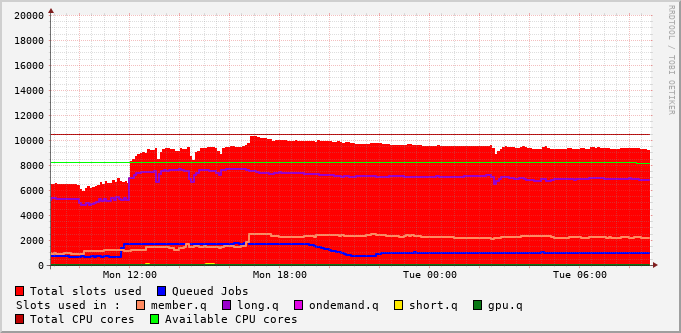 RRDTOOL / TOBI OETIKER
20000
18000
16000
14000
12000
10000
8000
6000
4000
2000
0
Mon 12:00 Mon 18:00 Tue 00:00 Tue 06:00
Total slots used Queued Jobs
Slots used in : member.q long.q ondemand.q short.q gpu.q
Total CPU cores Available CPU cores